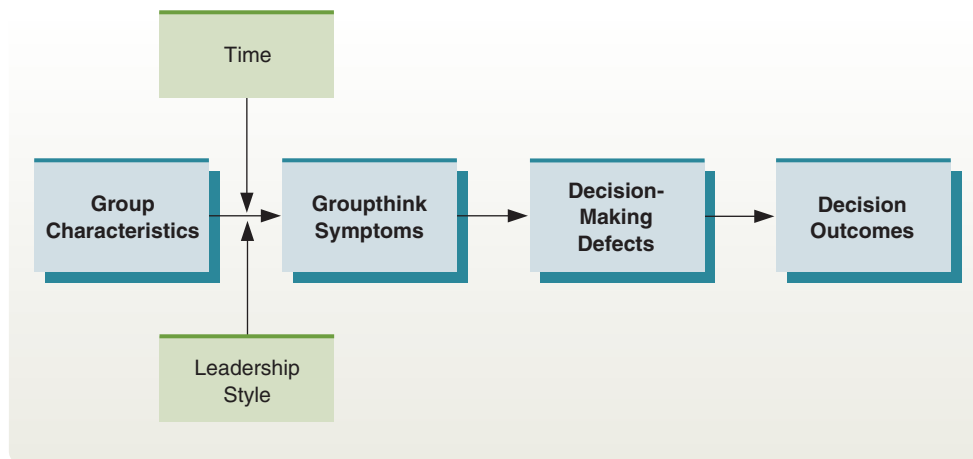 Time
Group
Characteristics
Groupthink
Symptoms
Decision-
Making
Defects
Decision
Outcomes
Leadership
Style